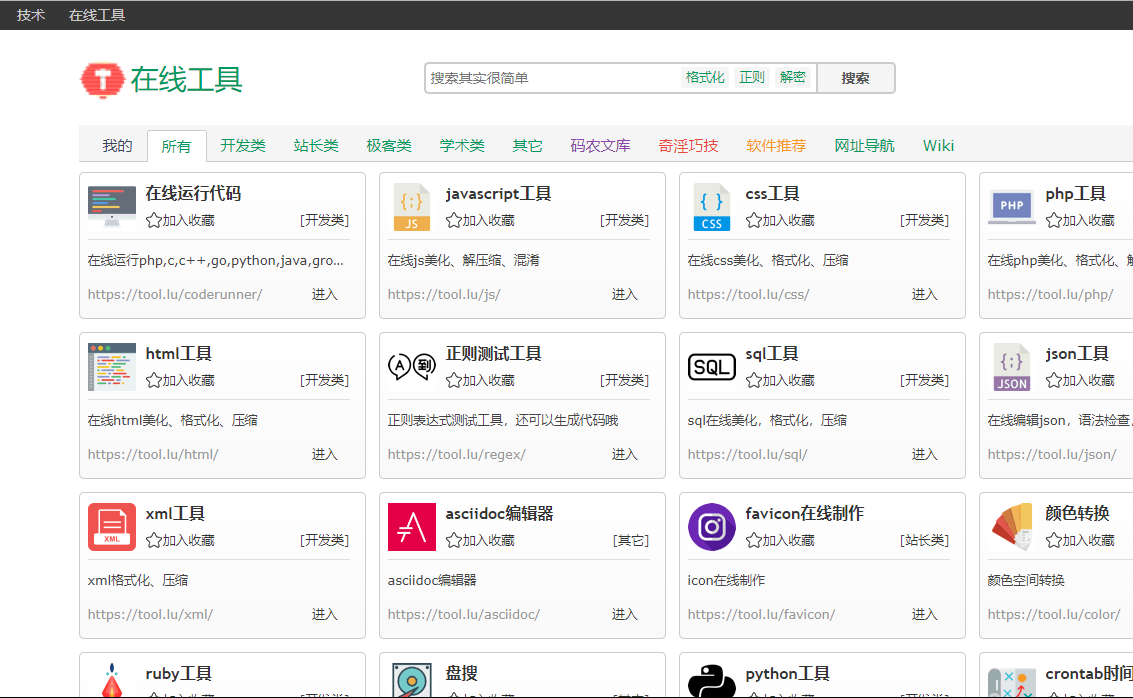 技术 在线工具
在线工具
搜索其实很简单 格式化 正则 解密 搜索
我的 所有 开发类 站长类 极客类 学术类 其它 码农文库 奇淫巧技 软件推荐 网址导航 Wiki
在线运行代码
加入收藏 [开发类]
在线运行php,c,c++,go,python,java,gro...
https://tool.lu/coderunner/ 进入
JS
javascript工具
加入收藏 [开发类]
在线js美化、解压缩、混淆
https://tool.lu/js/ 进入
CSS
css工具
加入收藏 [开发类]
在线css美化、格式化、压缩
https://tool.lu/css/ 进入
PHP
php工具
加入收藏
在线php美化、格式化、
https://tool.lu/php/
html工具
加入收藏 [开发类]
在线html美化、格式化、压缩
https://tool.lu/html/ 进入
A 到
正则测试工具
加入收藏 [开发类]
正则表达式测试工具，还可以生成代码哦
https://tool.lu/regex/ 进入
SQL
sql工具
加入收藏 [开发类]
sql在线美化，格式化，压缩
https://tool.lu/sql/ 进入
JSON
json工具
加入收藏
在线编辑json，语法检查，
https://tool.lu/json/
XML
xml工具
加入收藏 [开发类]
xml格式化、压缩
https://tool.lu/xml/ 进入
asciidoc编辑器
加入收藏 [其它]
asciidoc编辑器
https://tool.lu/asciidoc/ 进入
favicon在线制作
加入收藏 [站长类]
icon在线制作
https://tool.lu/favicon/ 进入
颜色转换
加入收藏
颜色空间转换
https://tool.lu/color/
ruby工具
盘搜
python工具
crontab时间